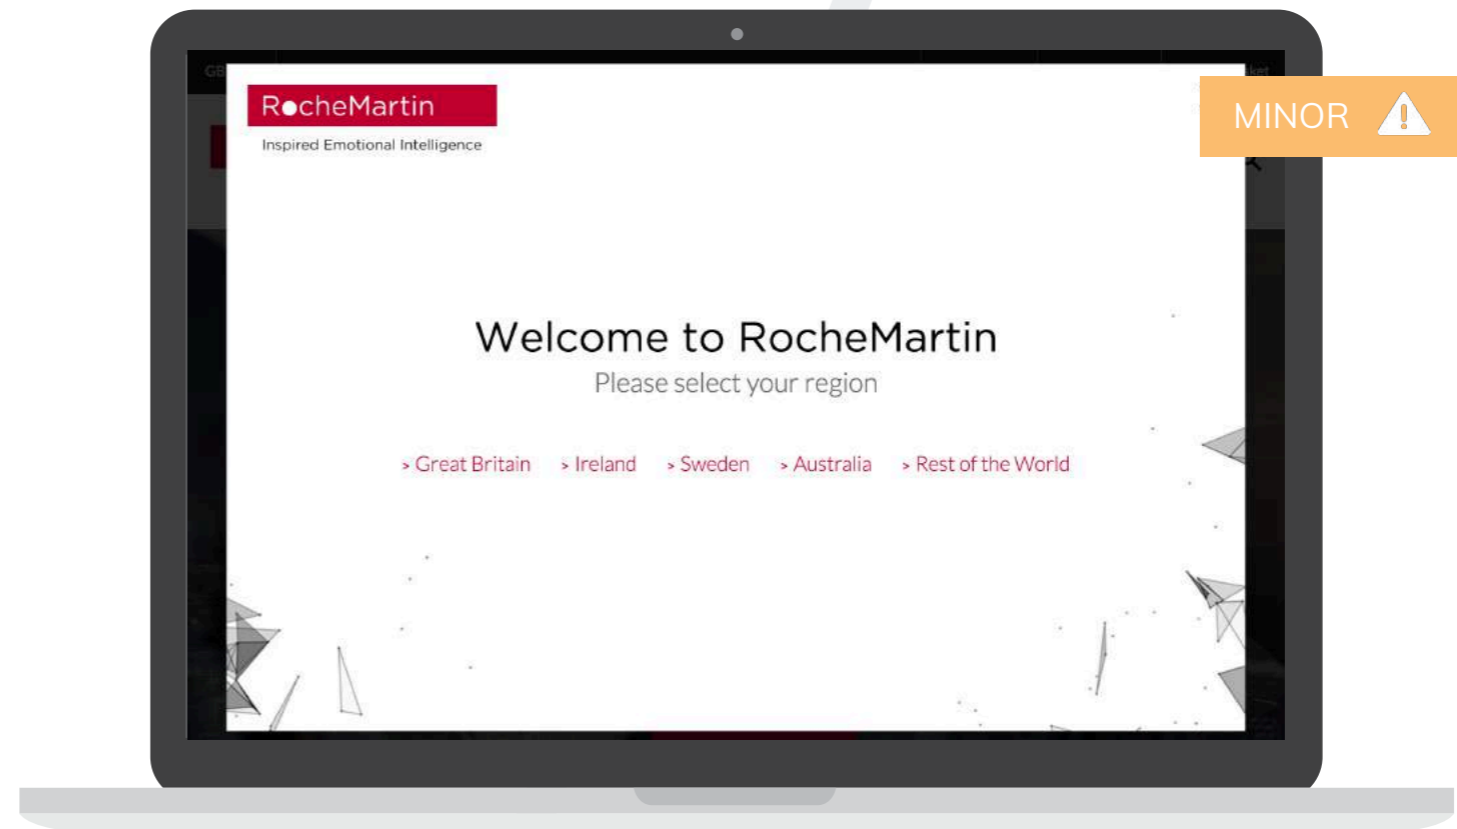 GB
RocheMartin
Inspired Emotional Intelligence
MINOR
Welcome to RocheMartin
Please select your region
> Great Britain > Ireland > Sweden > Australia > Rest of the World